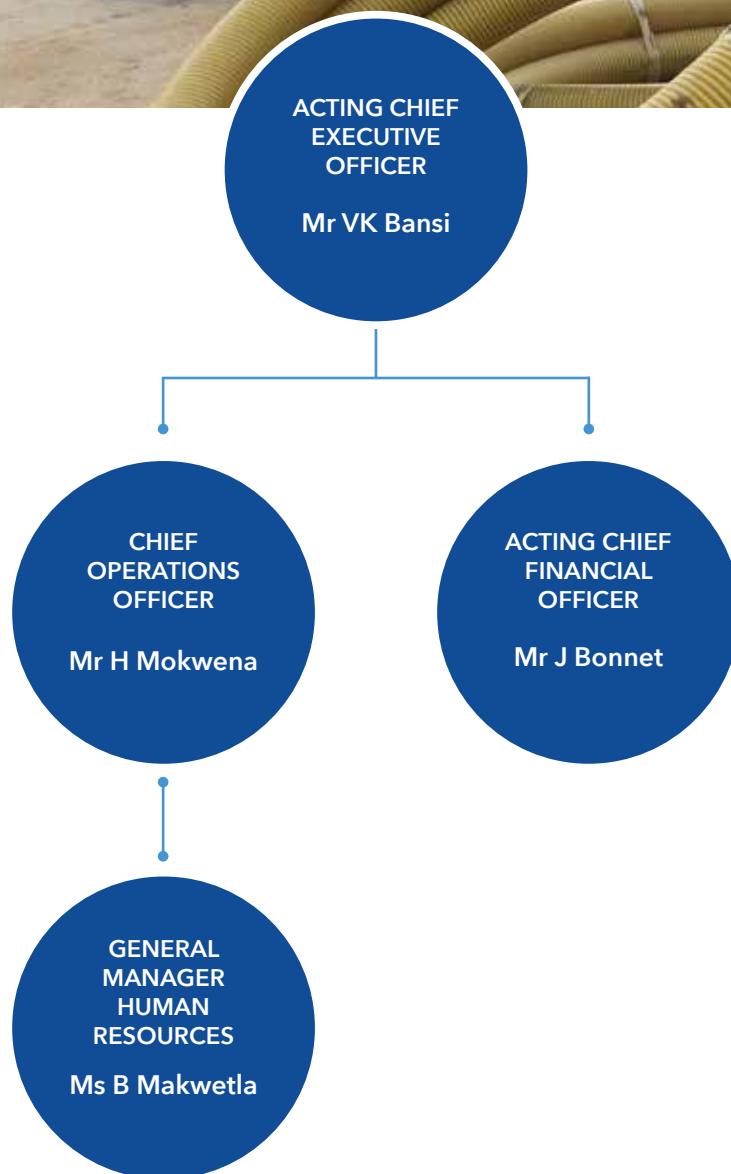 ACTING CHIEF
EXECUTIVE
OFFICER
Mr VK Bansi
CHIEF
OPERATIONS
OFFICER
Mr H Mokwena
ACTING CHIEF
FINANCIAL
OFFICER
Mr J Bonnet
GENERAL
MANAGER
HUMAN
RESOURCES
Ms B Makwetla